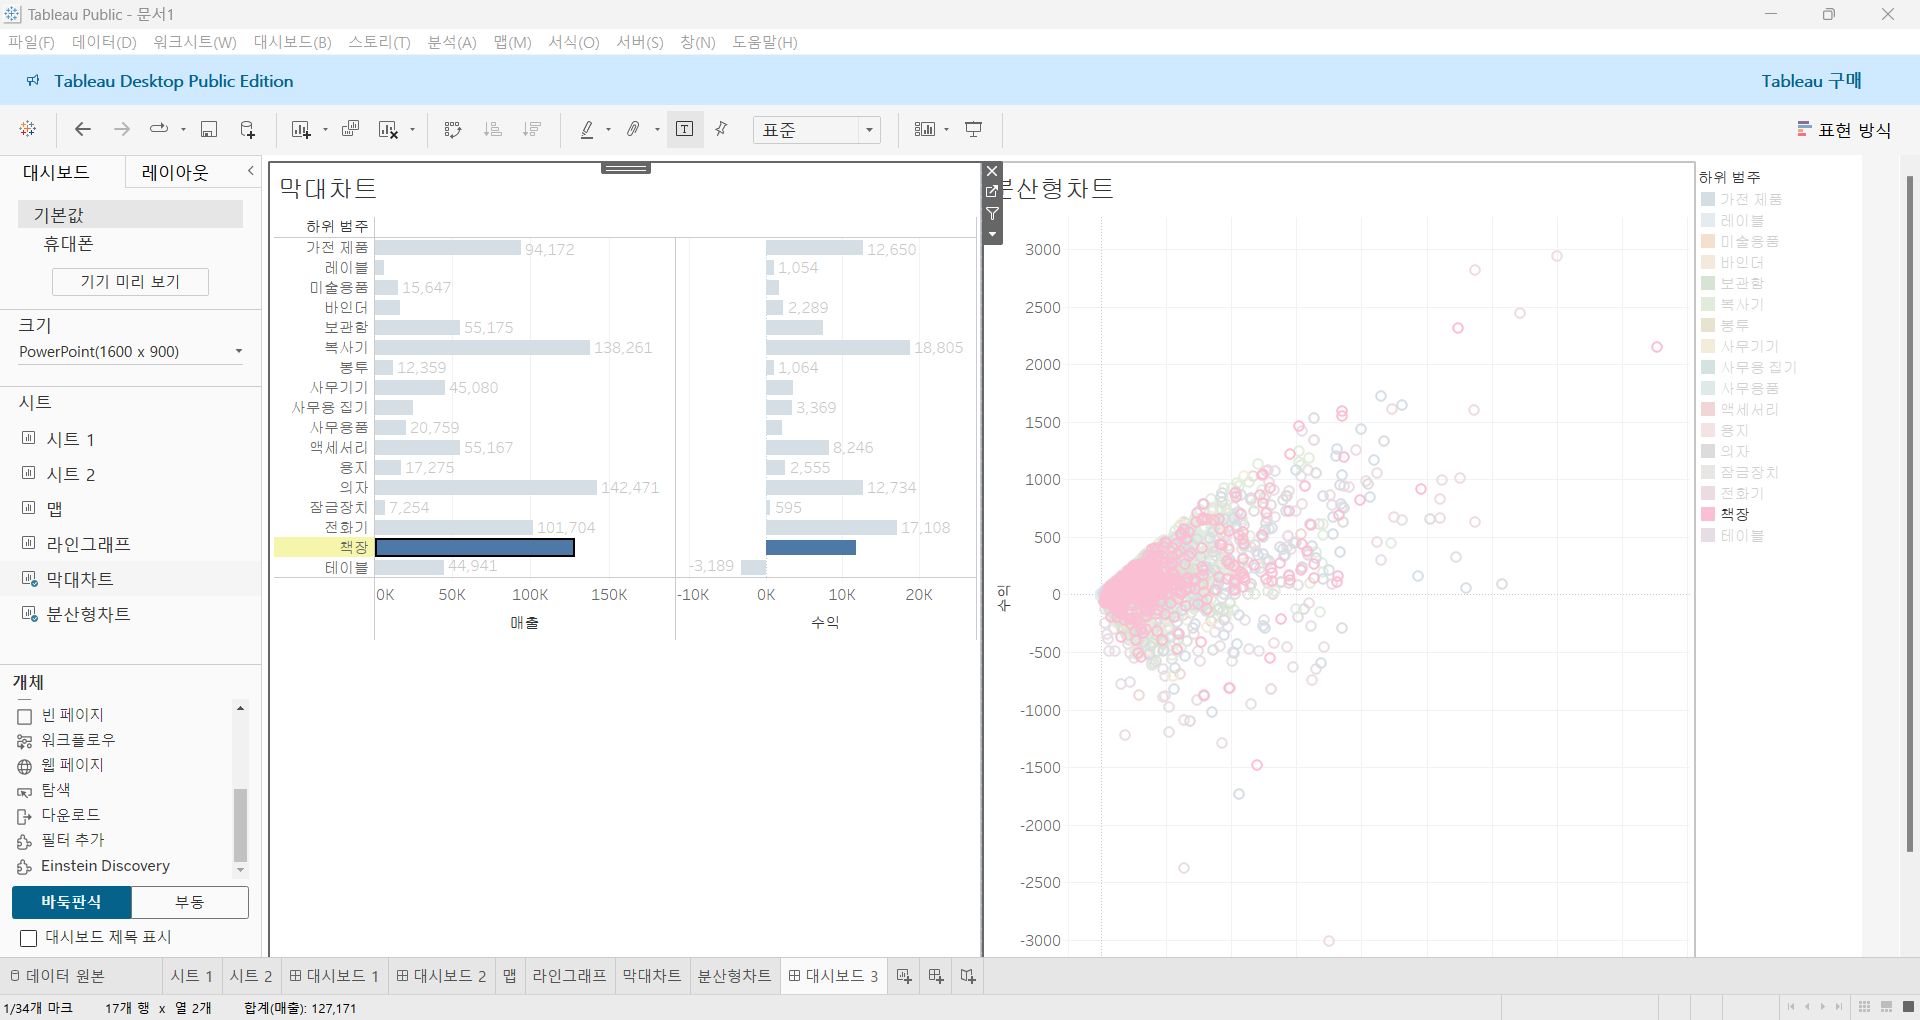 Tableau Public - 문서1
파일(F) 데이터(D) 워크시트(W) 대시보드(B) 스토리(T) 분석(A) 맵(M) 서식(O) 서버(S) 창(N) 도움말(H)
Tableau Desktop Public Edition
Tableau 구매
표준
표현 방식
대시보드 레이아웃
기본값
휴대폰
기기 미리 보기
크기
PowerPoint(1600 x 900)
시트
시트 1
시트 2
맵
라인그래프
막대차트
분산형차트
개체
빈 페이지
워크플로우
웹 페이지
탐색
다운로드
필터 추가
Einstein Discovery
바둑판식 부동
대시보드 제목 표시
막대차트
하위 범주
가전 제품 94,172 12,650
레이블 1,054
미술용품 15,647
바인더 2,289
보관함 55,175
복사기 138,261 18,805
봉투 12,359 1,064
사무기기 45,080
사무용 집기 3,369
사무용품 20,759
액세서리 55,167 8,246
용지 17,275 2,555
의자 142,471 12,734
잠금장치 7,254 595
전화기 101,704 17,108
책장
테이블 44,941 -3,189
0K 50K 100K 150K -10K 0K 10K 20K
매출 수익
분산형차트
3000
2500
2000
1500
1000
500
0
-500
-1000
-1500
-2000
-2500
-3000
수익
하위 범주
가전 제품
레이블
미술용품
바인더
보관함
복사기
봉투
사무기기
사무용 집기
사무용품
액세서리
용지
의자
잠금장치
전화기
책장
테이블
데이터 원본 시트 1 시트 2 대시보드 1 대시보드 2 맵 라인그래프 막대차트 분산형차트 대시보드 3
1/34개 마크 17개 행 x 열 2개 합계(매출): 127,171